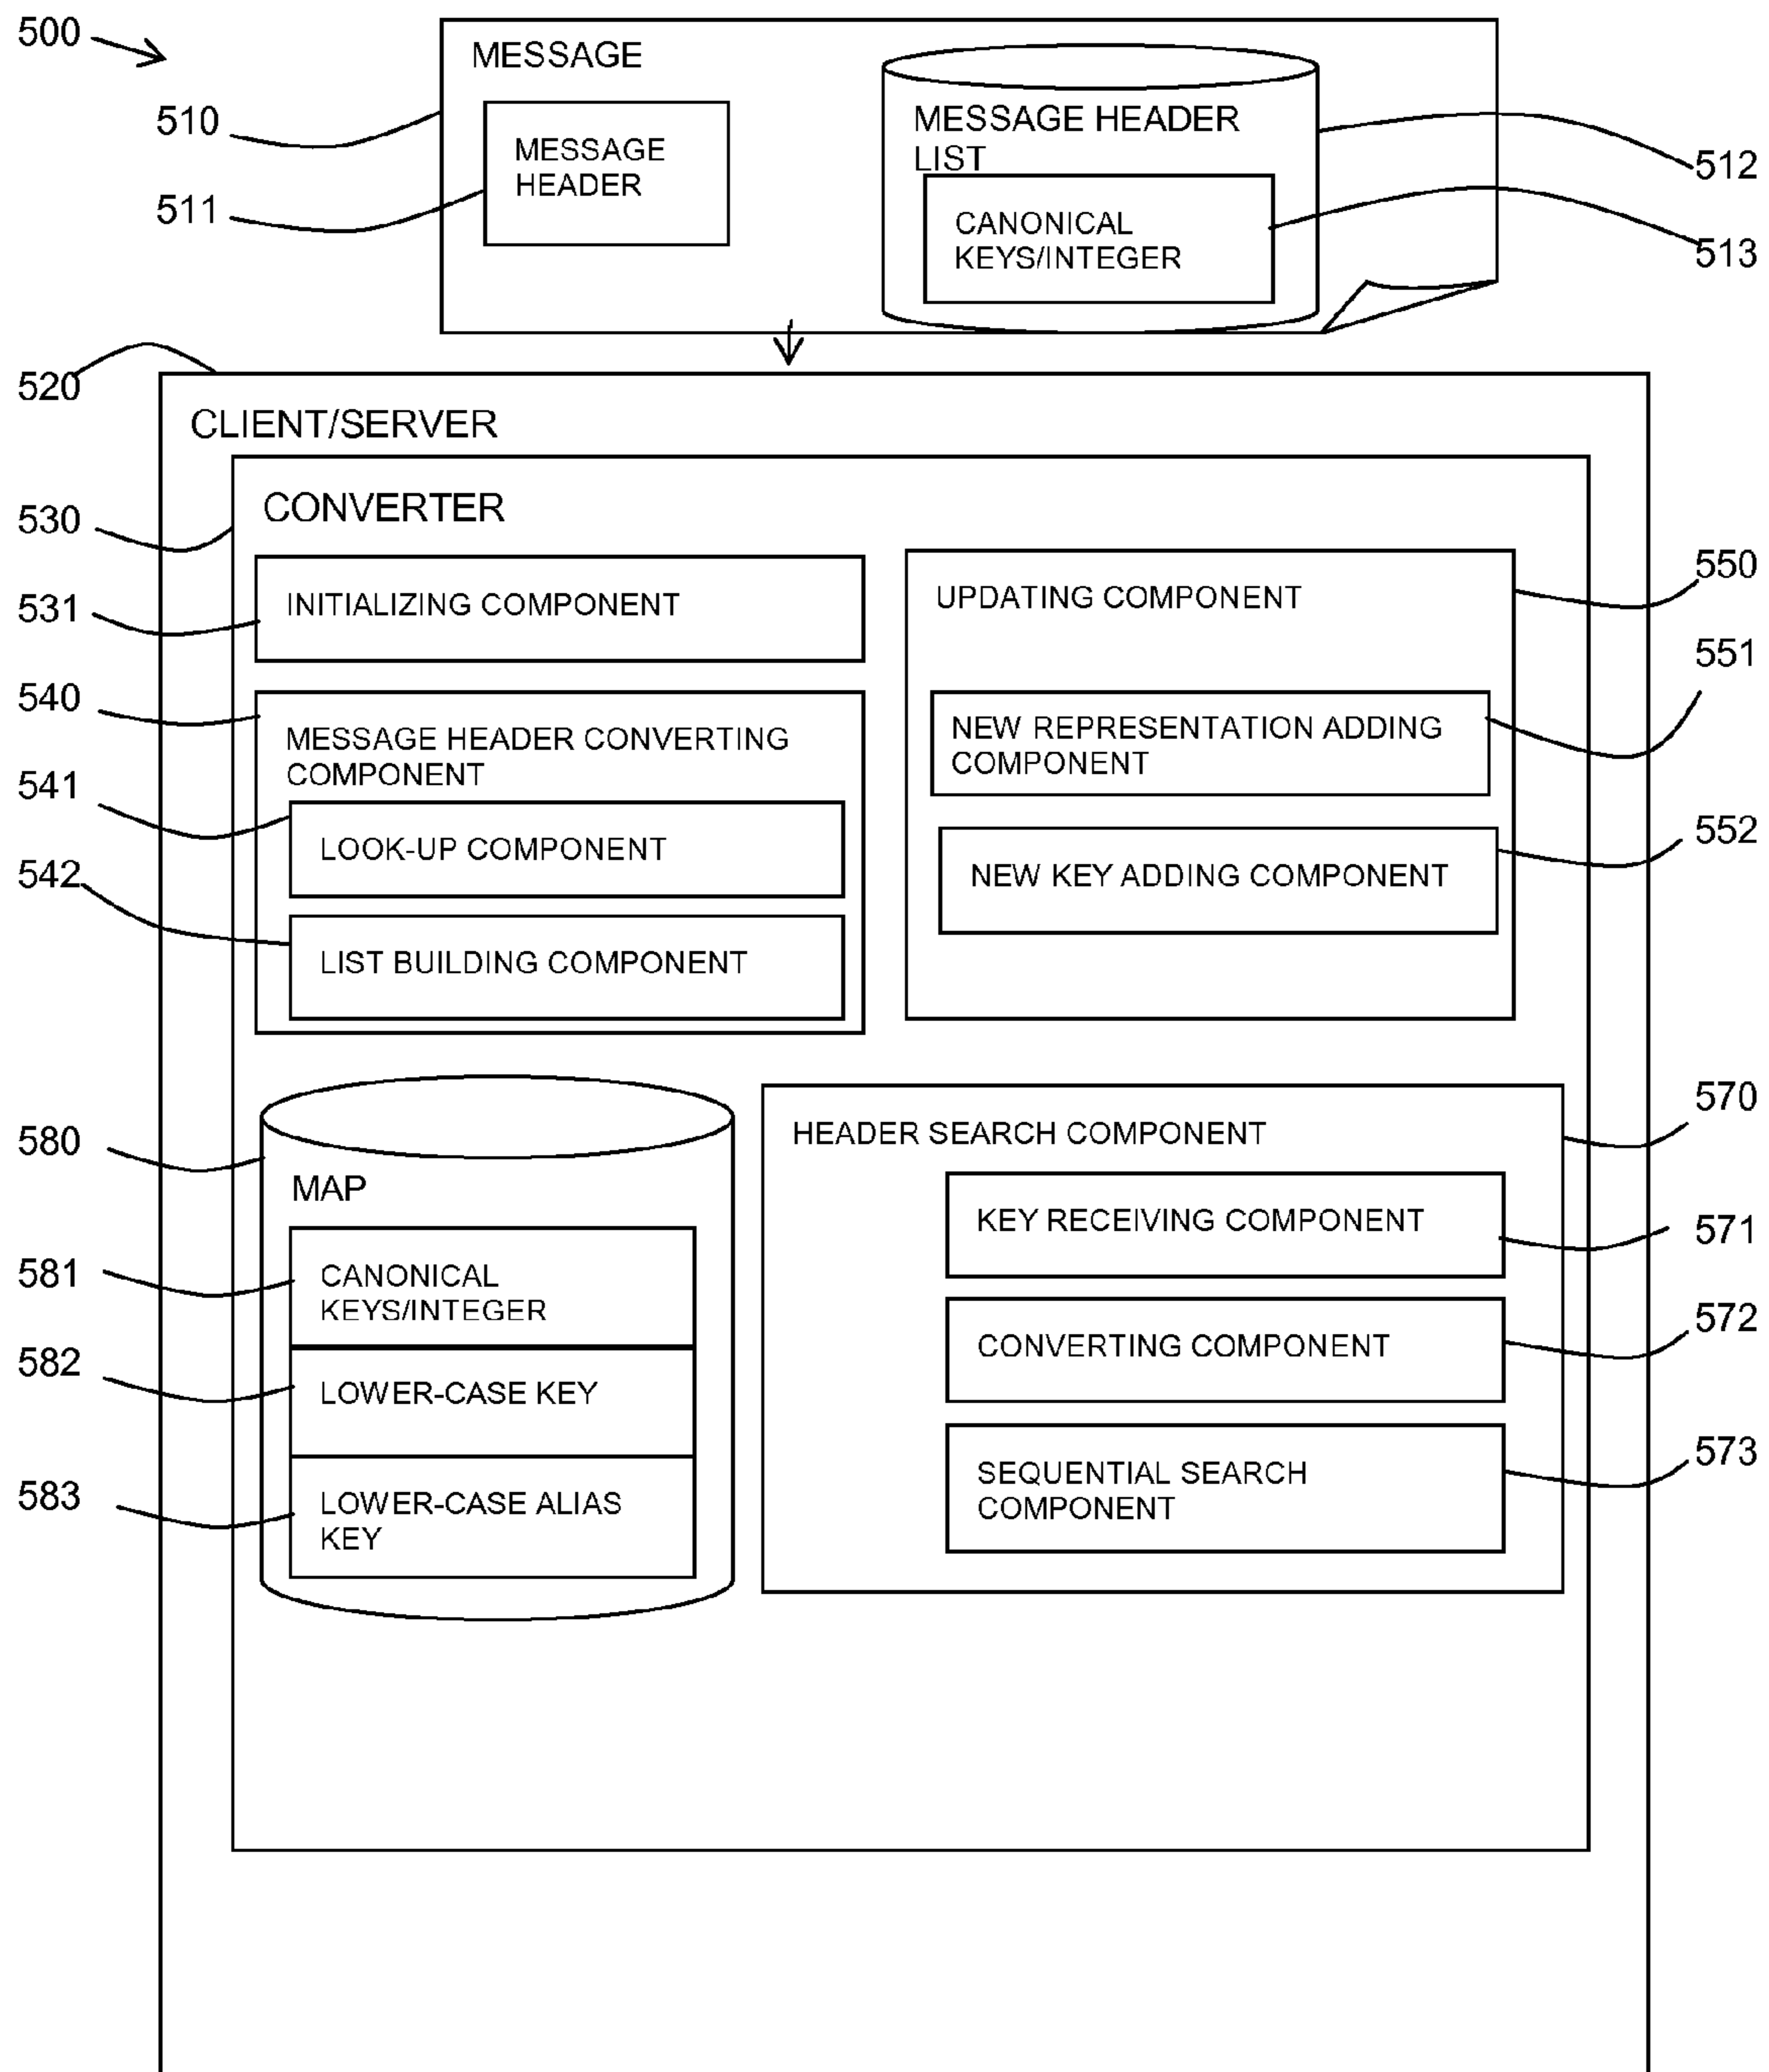 500
MESSAGE
510
MESSAGE
HEADER
511
MESSAGE HEADER
LIST
512
CANONICAL
KEYS/INTEGER
513
520
CLIENT/SERVER
530
CONVERTER
531
INITIALIZING COMPONENT
550
UPDATING COMPONENT
551
NEW REPRESENTATION ADDING
COMPONENT
552
NEW KEY ADDING COMPONENT
540
MESSAGE HEADER CONVERTING
COMPONENT
541
LOOK-UP COMPONENT
542
LIST BUILDING COMPONENT
580
MAP
581
CANONICAL
KEYS/INTEGER
582
LOWER-CASE KEY
583
LOWER-CASE ALIAS
KEY
570
HEADER SEARCH COMPONENT
571
KEY RECEIVING COMPONENT
572
CONVERTING COMPONENT
573
SEQUENTIAL SEARCH
COMPONENT